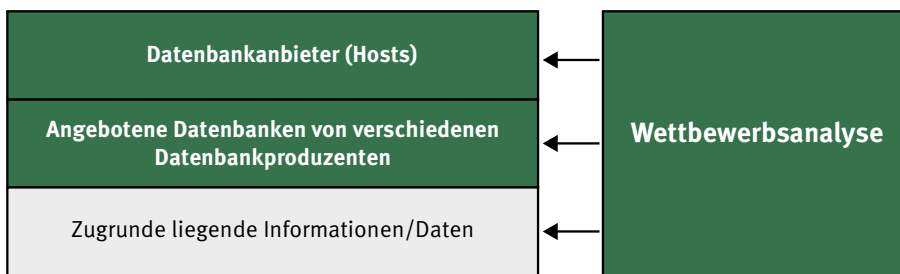 Datenbankanbieter (Hosts)
Angebotene Datenbanken von verschiedenen
Datenbankproduzenten
Zugrunde liegende Informationen/Daten
Wettbewerbsanalyse